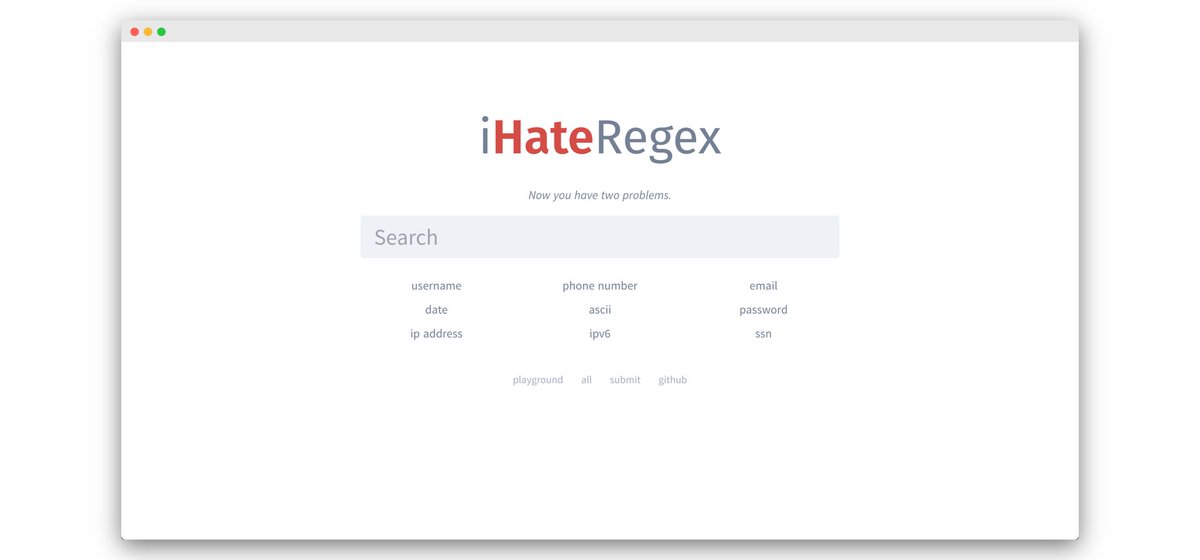 iHateRegex
Now you have two problems.
Search
username phone number email
date ascii password
ip address ipv6 ssn
playground all submit github